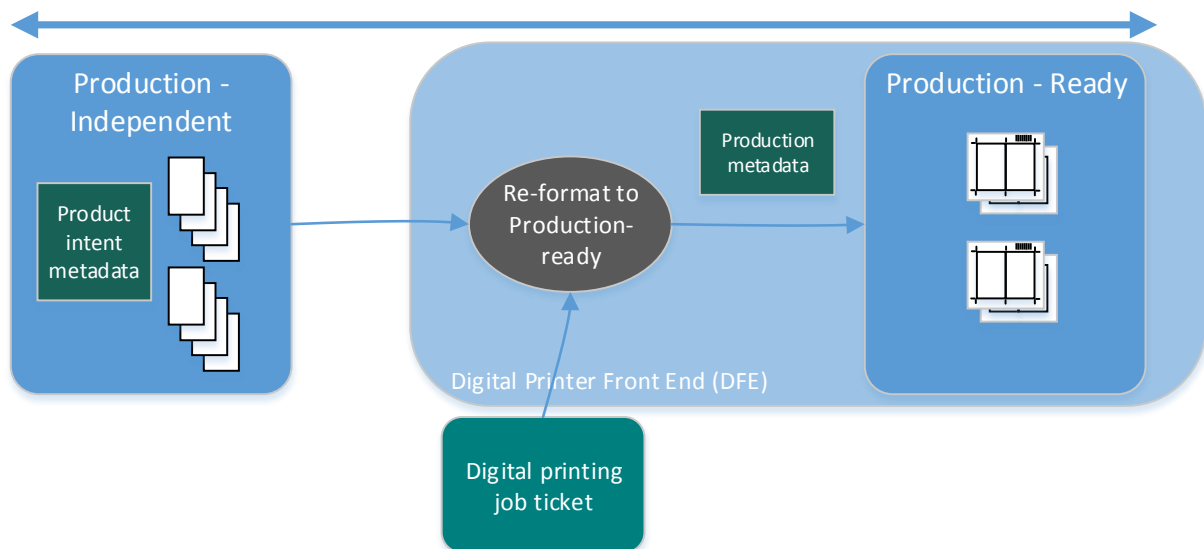 Production -
Independent
Product
intent
metadata
Re-format to
Production-
ready
Production
metadata
Production - Ready
Digital Printer Front End (DFE)
Digital printing
job ticket